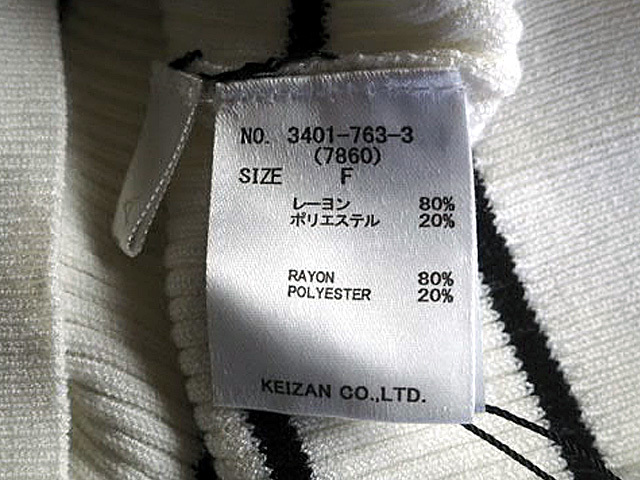 NO. 3401-763-3
(7860)
SIZE F
レーヨン 80%
ポリエステル 20%
RAYON 80%
POLYESTER 20%
KEIZAN CO.,LTD.